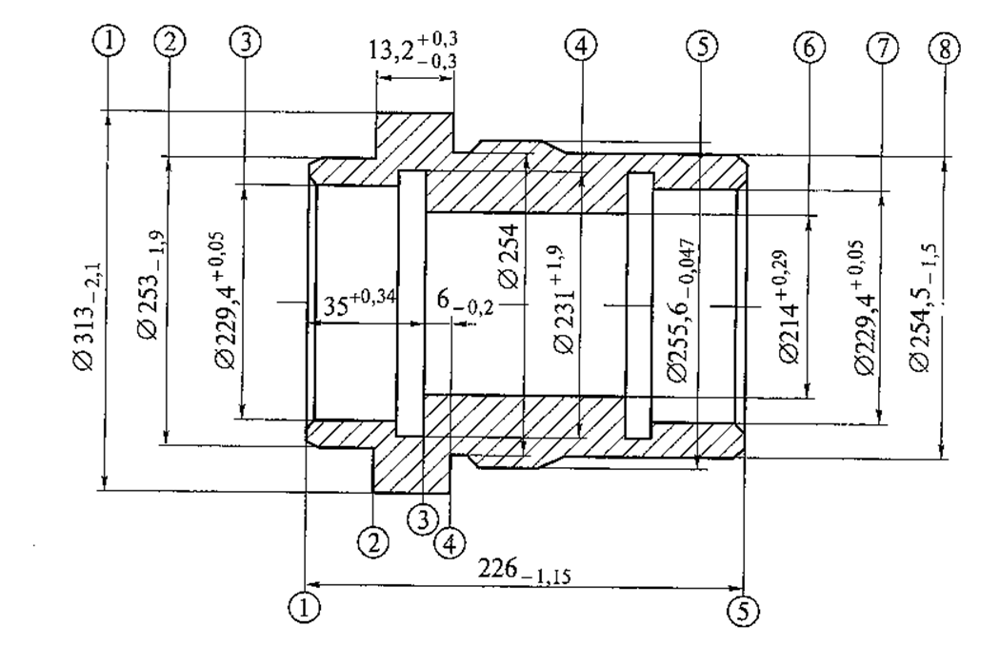 1 2 3 4 5 6 7 8
13,2 +0,3 −0,3
Ø313 −2,1
Ø253 −1,9
Ø229,4 +0,05
35 +0,34
6 −0,2
Ø254
Ø231 +1,9
Ø255,6 −0,047
Ø214 +0,29
Ø229,4 +0,05
Ø254,5 −1,5
3
2 4
226 −1,15
1 5